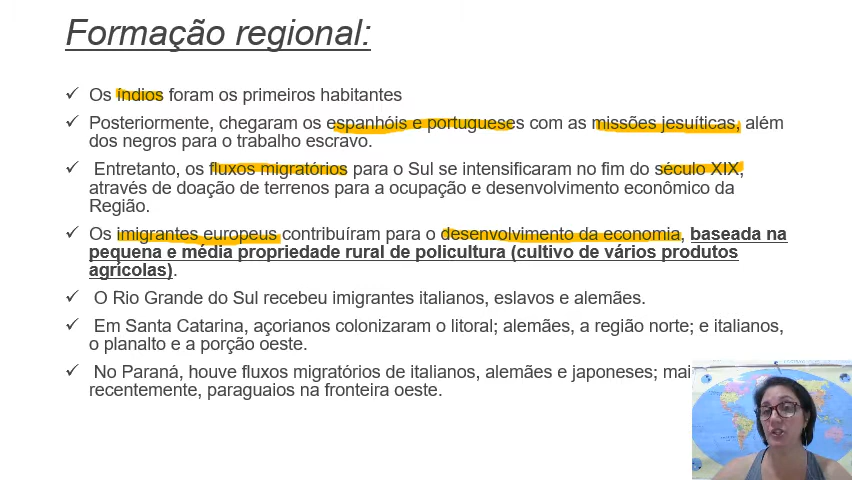 Formação regional:
✓ Os índios foram os primeiros habitantes
✓ Posteriormente, chegaram os espanhóis e portugueses com as missões jesuíticas, além
dos negros para o trabalho escravo.
✓ Entretanto, os fluxos migratórios para o Sul se intensificaram no fim do século XIX,
através de doação de terrenos para a ocupação e desenvolvimento econômico da
Região.
✓ Os imigrantes europeus contribuíram para o desenvolvimento da economia, baseada na
pequena e média propriedade rural de policultura (cultivo de vários produtos
agrícolas).
✓ O Rio Grande do Sul recebeu imigrantes italianos, eslavos e alemães.
✓ Em Santa Catarina, açorianos colonizaram o litoral; alemães, a região norte; e italianos,
o planalto e a porção oeste.
✓ No Paraná, houve fluxos migratórios de italianos, alemães e japoneses; mai
recentemente, paraguaios na fronteira oeste.